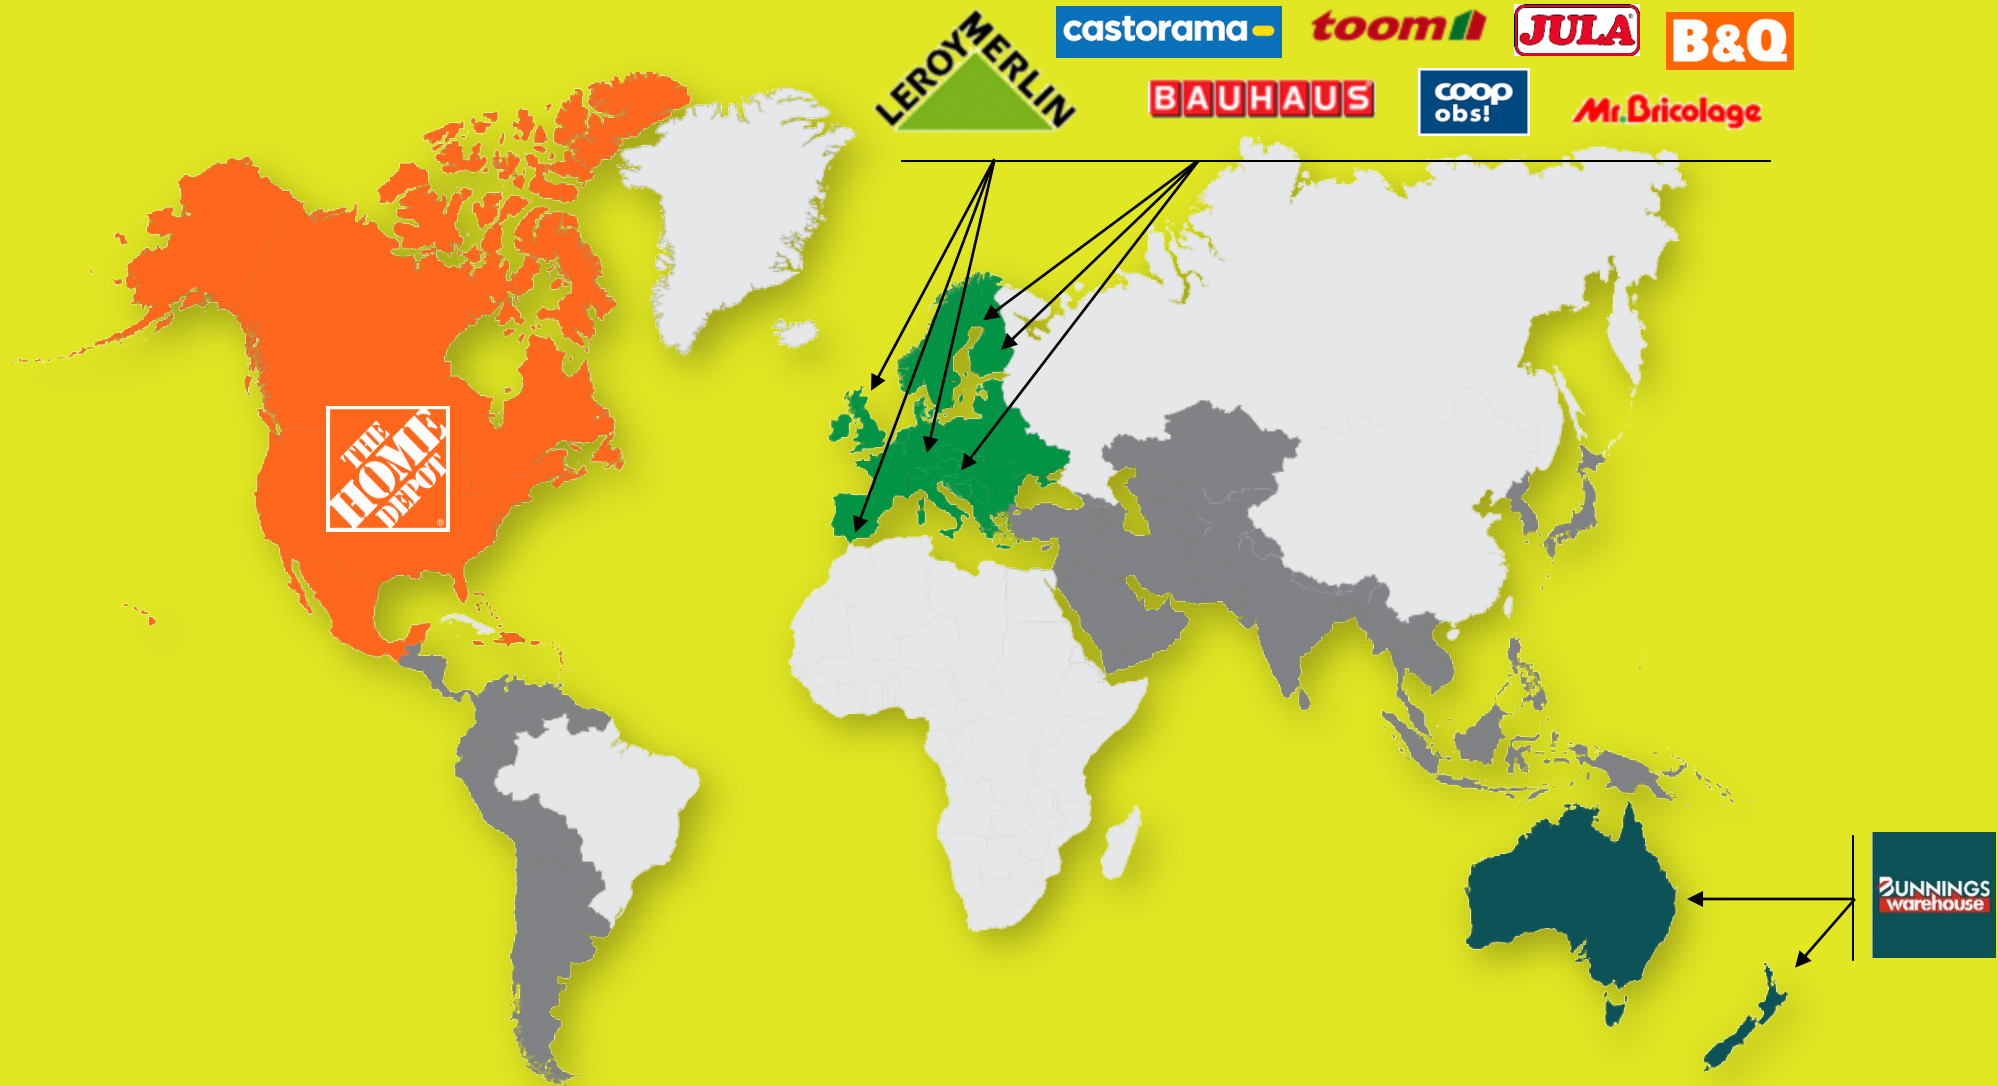 LEROY MERLIN
castorama
toom
JULA®
B&Q
BAUHAUS
coop
obs!
Mr.Bricolage
THE
HOME
DEPOT
®
BUNNINGS
warehouse